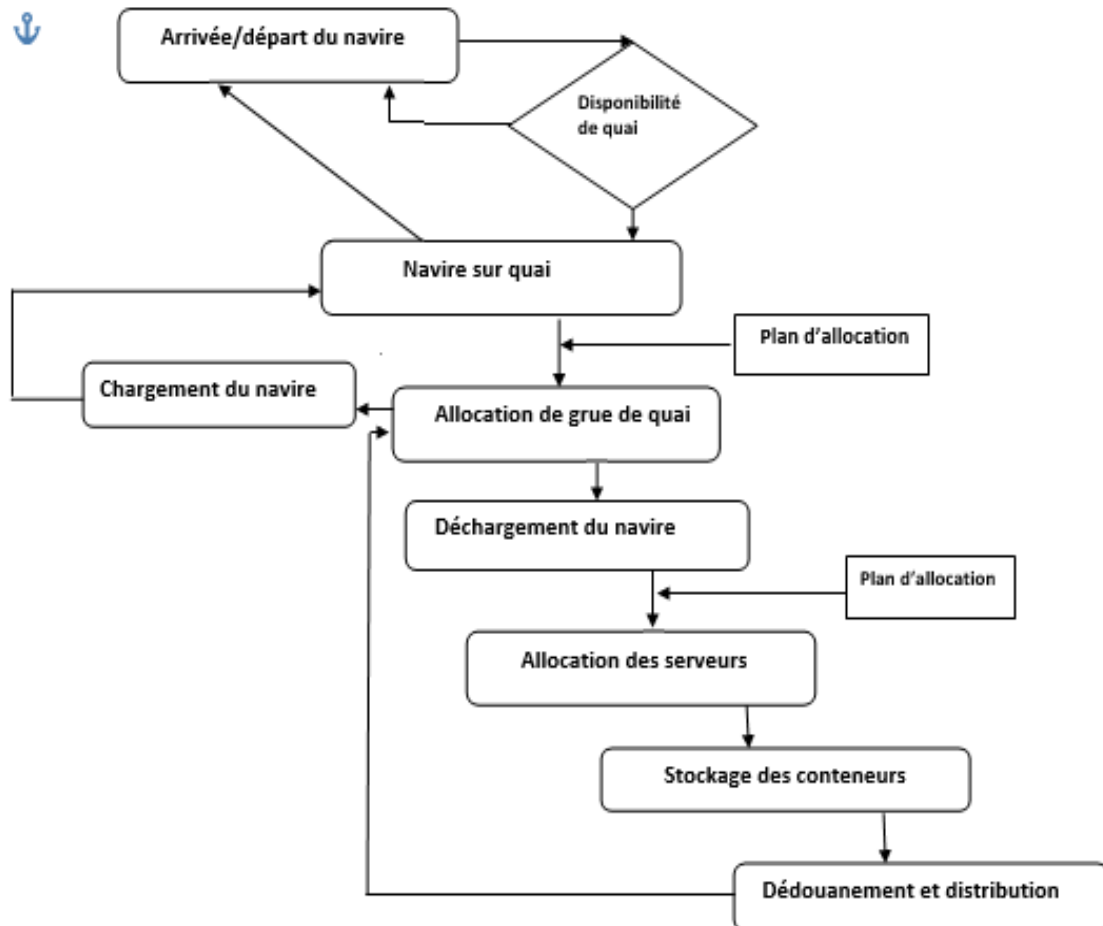 Arrivée/départ du navire
Disponibilité
de quai
Navire sur quai
Plan d’allocation
Chargement du navire
Allocation de grue de quai
Déchargement du navire
Plan d’allocation
Allocation des serveurs
Stockage des conteneurs
Dédouanement et distribution